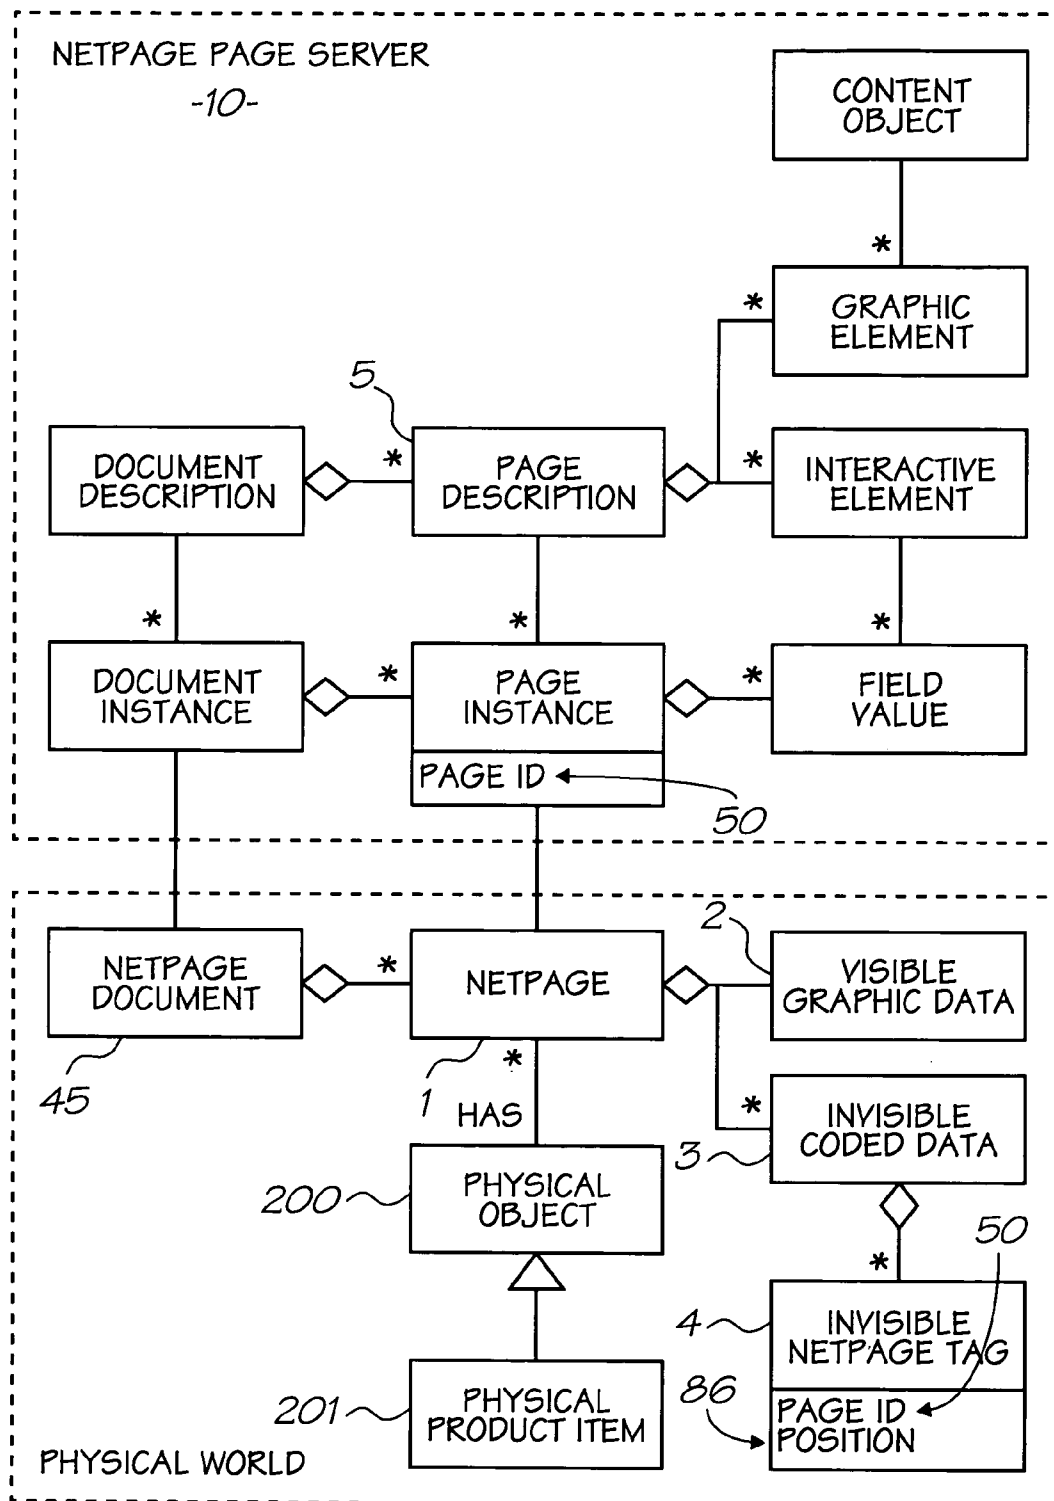 NETPAGE PAGE SERVER
-10-
CONTENT
OBJECT
*
*
GRAPHIC
ELEMENT
5
DOCUMENT
DESCRIPTION
*
PAGE
DESCRIPTION
*
INTERACTIVE
ELEMENT
*
*
*
DOCUMENT
INSTANCE
*
PAGE
INSTANCE
*
FIELD
VALUE
PAGE ID
50
2
NETPAGE
DOCUMENT
*
NETPAGE
VISIBLE
GRAPHIC DATA
45
1
*
HAS
*
3
INVISIBLE
CODED DATA
200
PHYSICAL
OBJECT
50
*
4
INVISIBLE
NETPAGE TAG
86
PAGE ID
POSITION
201
PHYSICAL
PRODUCT ITEM
PHYSICAL WORLD